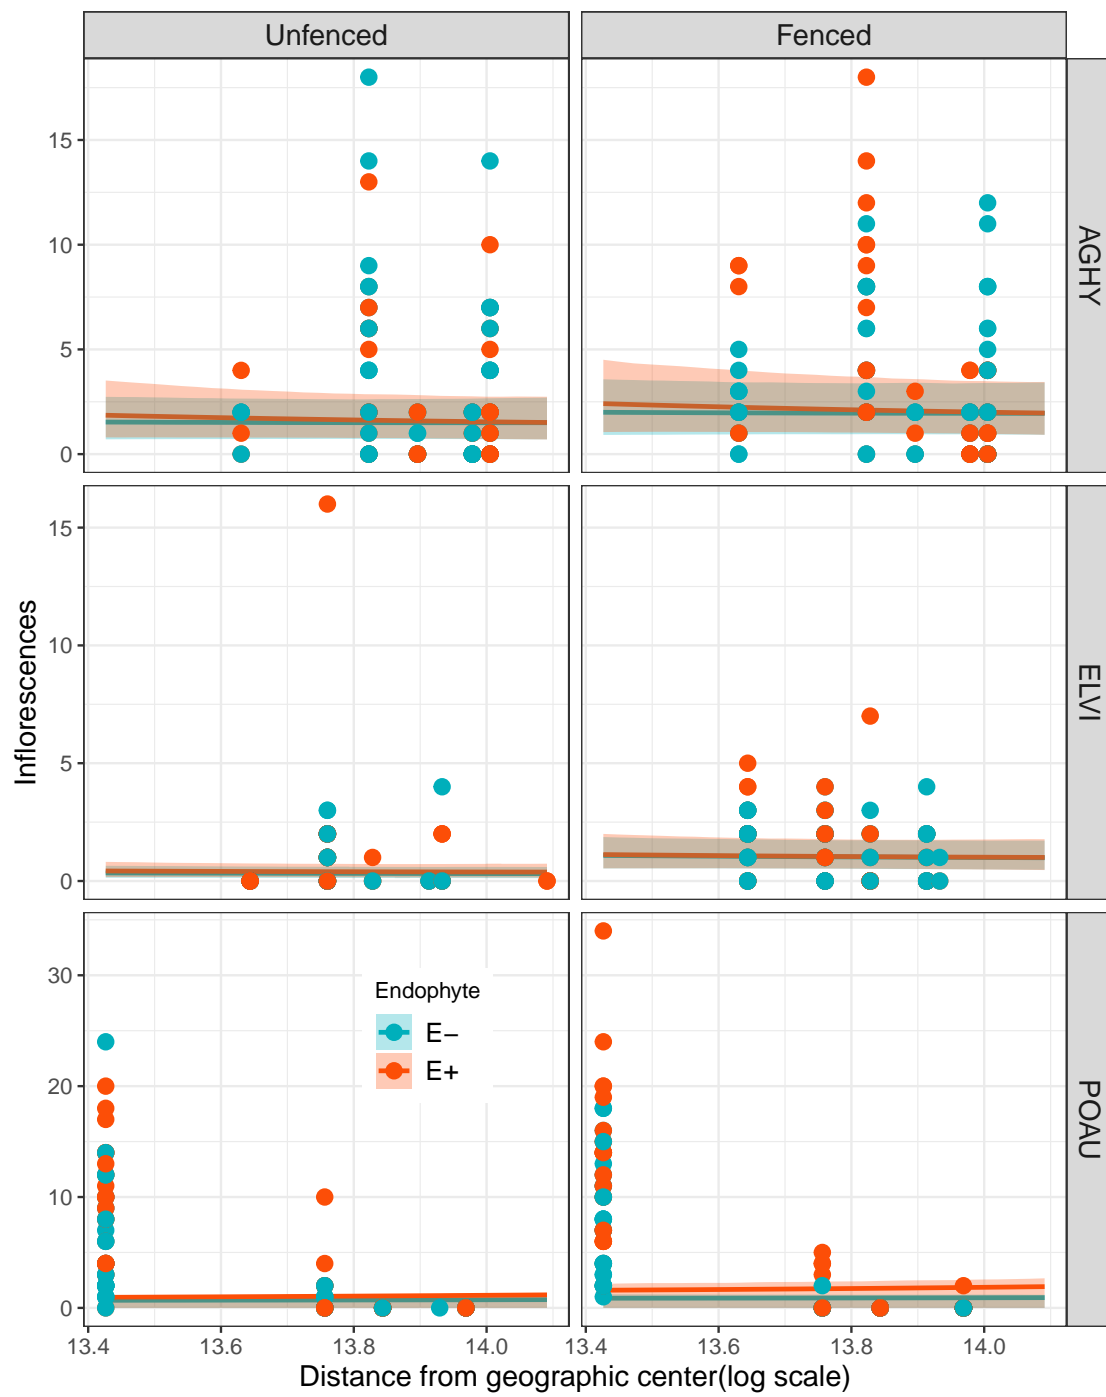 Unfenced
Fenced
15
10
5
0
AGHY
15
10
5
0
ELVI
Inflorescences
30
20
10
0
POAU
Endophyte
E−
E+
13.4 13.6 13.8 14.0
13.4 13.6 13.8 14.0
Distance from geographic center(log scale)